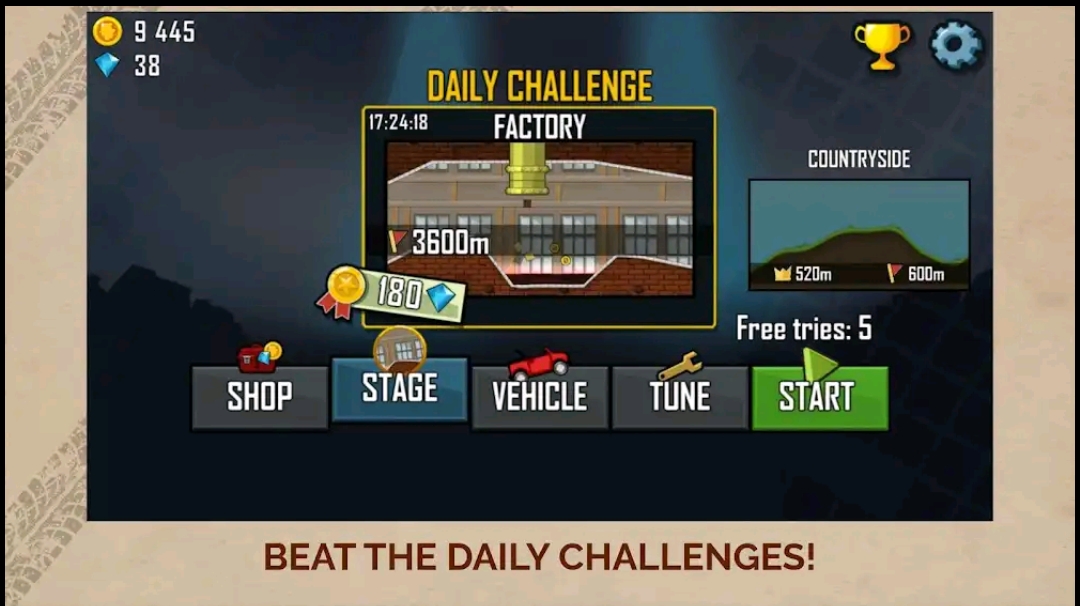 9 445
38
DAILY CHALLENGE
17:24:18
FACTORY
3600m
180
COUNTRYSIDE
520m
600m
Free tries: 5
SHOP
STAGE
VEHICLE
TUNE
START
BEAT THE DAILY CHALLENGES!